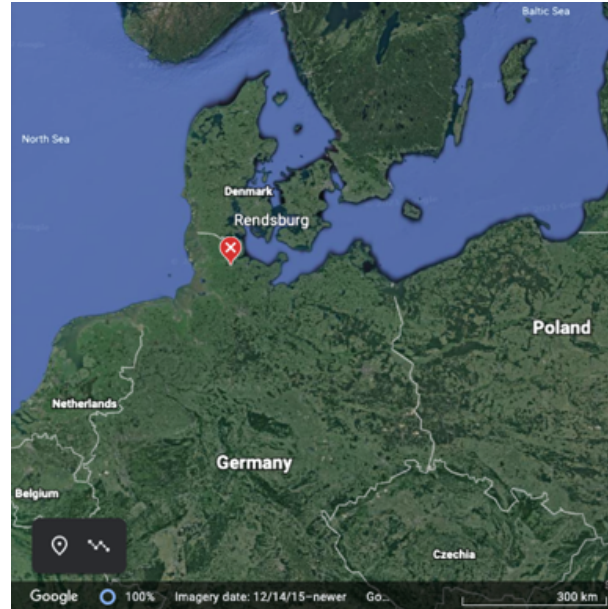 Baltic Sea
North Sea
Denmark
Rendsburg
Poland
Netherlands
Germany
Belgium
Czechia
Google 100% Imagery date: 12/14/15–newer Go... 300 km